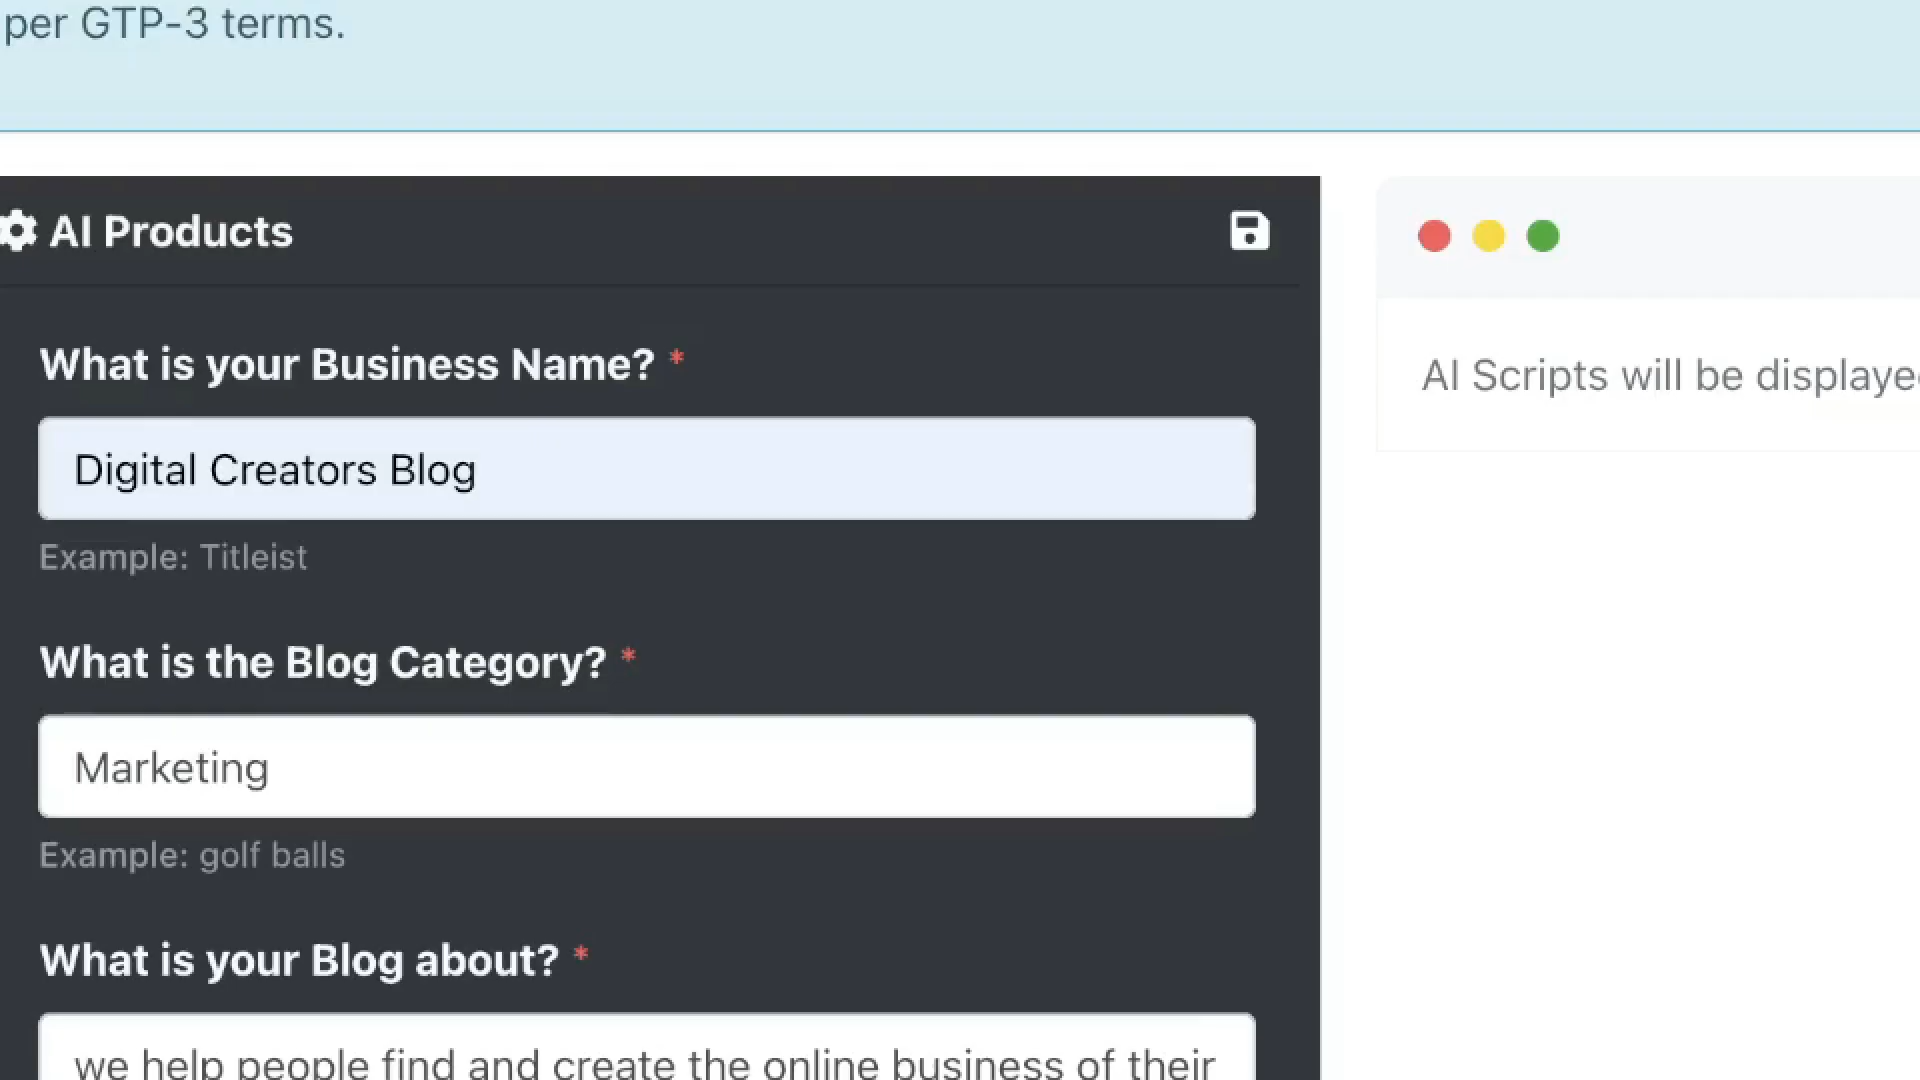 per GTP-3 terms.
AI Products
What is your Business Name? *
Digital Creators Blog
Example: Titleist
What is the Blog Category? *
Marketing
Example: golf balls
What is your Blog about? *
we help people find and create the online business of their
AI Scripts will be displaye